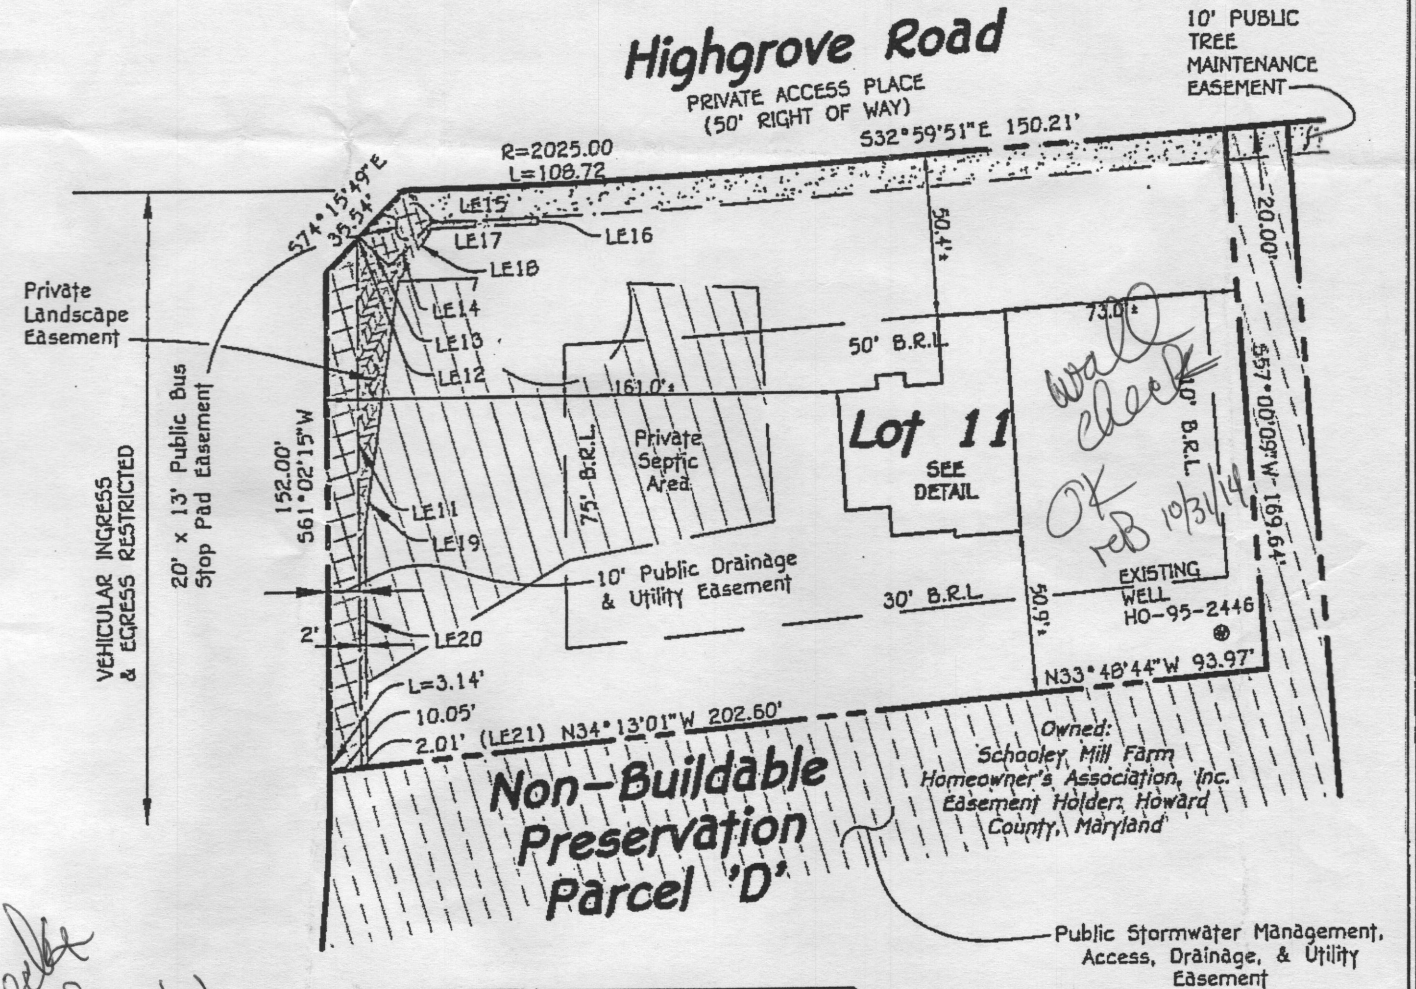 Highgrove Road
PRIVATE ACCESS PLACE
(50' RIGHT OF WAY)
10' PUBLIC
TREE
MAINTENANCE
EASEMENT
S32°59'51"E 150.21'
R=2025.00
L=108.72
S74°15'49"E
35.54'
LE15
LE17
LE16
LE18
LE14
LE13
LE12
Private
Landscape
Easement
20' x 13' Public Bus
Stop Pad Easement
VEHICULAR INGRESS
& EGRESS RESTRICTED
152.00'
S61°02'15"W
50.4'±
20.00'
73.0'±
50' B.R.L.
161.0'±
75' B.R.L.
Private
Septic
Area
Lot 11
SEE
DETAIL
wall
check
OK
10/31/14
10' B.R.L.
S57°00'09"W 169.64'
LE11
LE19
10' Public Drainage
& Utility Easement
30' B.R.L.
50.9'±
EXISTING
WELL
HO-95-2446
2'
LE20
L=3.14'
10.05'
2.01' (LE21) N34°13'01"W 202.60'
N33°48'44"W 93.97'
Non-Buildable
Preservation
Parcel 'D'
Owned:
Schooley Mill Farm
Homeowner's Association, Inc.
Easement Holder: Howard
County, Maryland
Public Stormwater Management,
Access, Drainage, & Utility
Easement